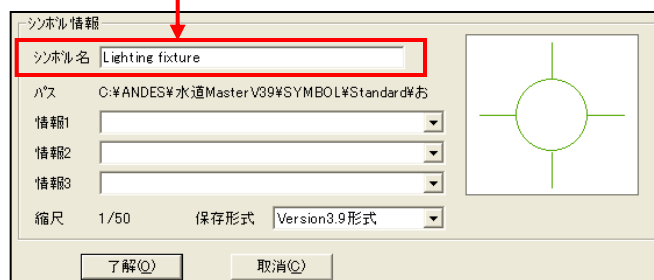 シンボル情報
シンボル名 Lighting fixture
パス C:¥ANDES¥水道MasterV39¥SYMBOL¥Standard¥お
情報1
情報2
情報3
縮尺 1/50 保存形式 Version3.9形式
了解(O) 取消(C)